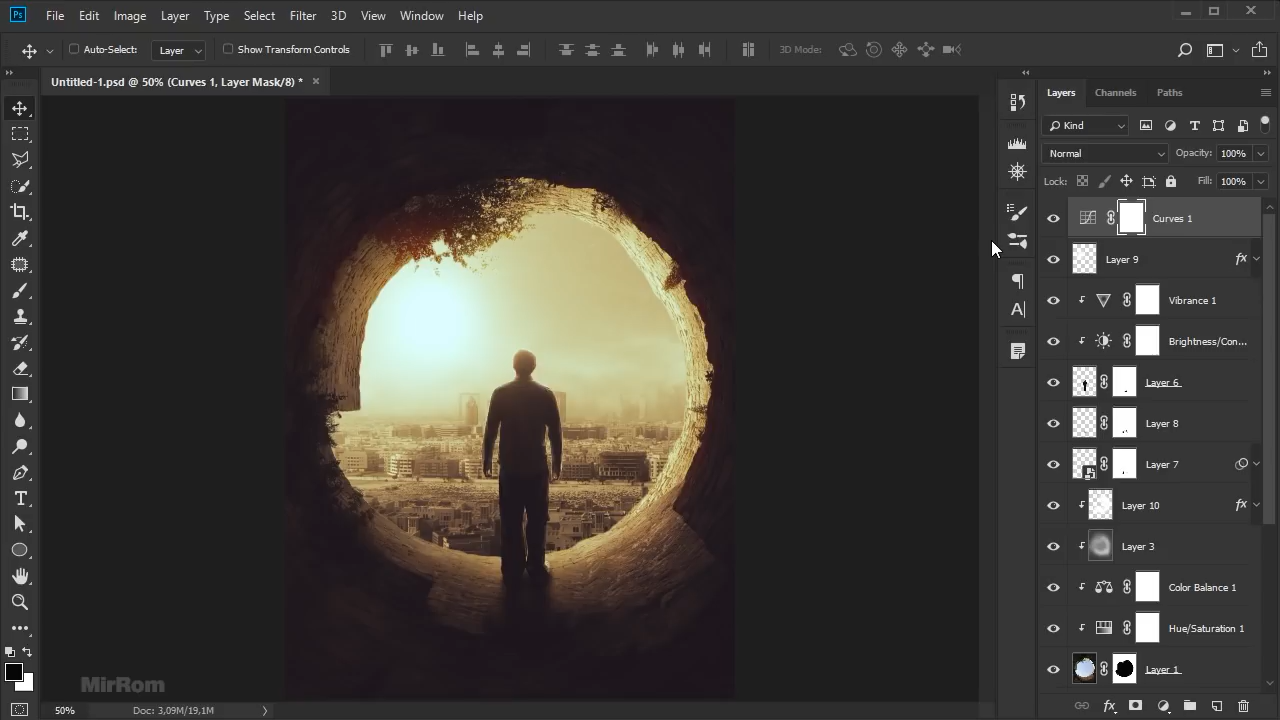 Ps File Edit Image Layer Type Select Filter 3D View Window Help
Auto-Select: Layer Show Transform Controls 3D Mode:
Untitled-1.psd @ 50% (Curves 1, Layer Mask/8) * ×
Layers Channels Paths
Kind
Normal Opacity: 100%
Lock: Fill: 100%
Curves 1
Layer 9 fx
Vibrance 1
Brightness/Con...
Layer 6
Layer 8
Layer 7
Layer 10 fx
Layer 3
Color Balance 1
Hue/Saturation 1
Layer 1
MirRom
50% Doc: 3,09M/19,1M
fx